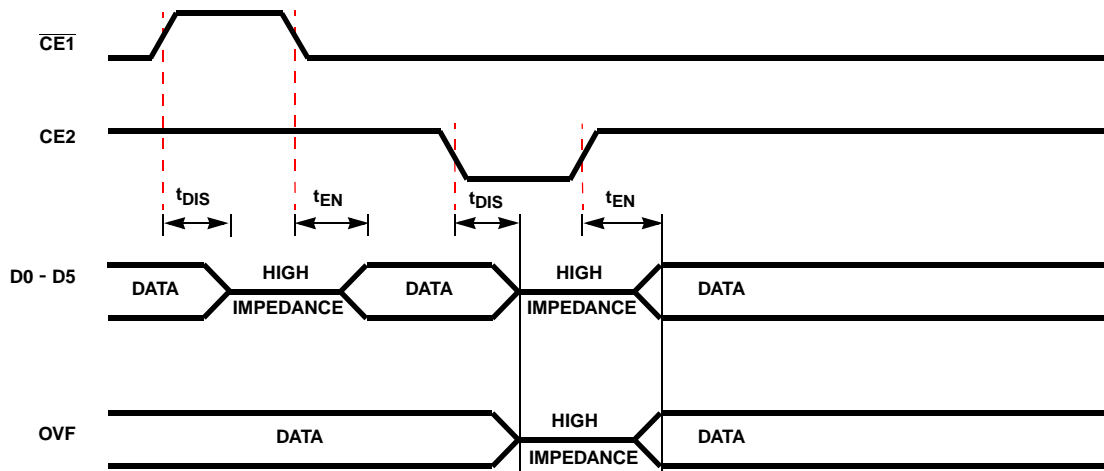 CE1
CE2
tDIS
tEN
tDIS
tEN
D0 - D5
DATA
HIGH
IMPEDANCE
DATA
HIGH
IMPEDANCE
DATA
OVF
DATA
HIGH
IMPEDANCE
DATA